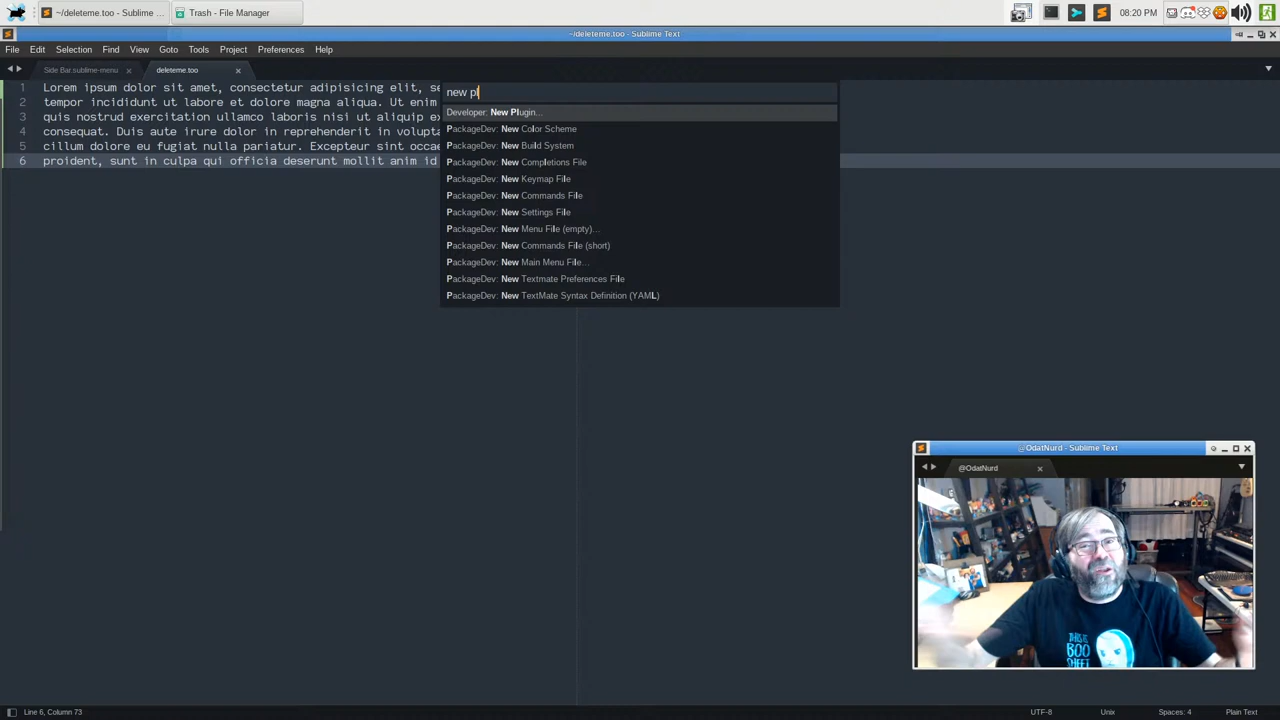 ~/deleteme.too - Sublime ...
Trash - File Manager
08:20 PM
~/deleteme.too - Sublime Text
File Edit Selection Find View Goto Tools Project Preferences Help
Side Bar.sublime-menu
deleteme.too
new pl
1 Lorem ipsum dolor sit amet, consectetur adipisicing elit, se
2 tempor incididunt ut labore et dolore magna aliqua. Ut enim
3 quis nostrud exercitation ullamco laboris nisi ut aliquip ex
4 consequat. Duis aute irure dolor in reprehenderit in volupta
5 cillum dolore eu fugiat nulla pariatur. Excepteur sint occae
6 proident, sunt in culpa qui officia deserunt mollit anim id
Developer: New Plugin...
PackageDev: New Color Scheme
PackageDev: New Build System
PackageDev: New Completions File
PackageDev: New Keymap File
PackageDev: New Commands File
PackageDev: New Settings File
PackageDev: New Menu File (empty)...
PackageDev: New Commands File (short)
PackageDev: New Main Menu File...
PackageDev: New Textmate Preferences File
PackageDev: New TextMate Syntax Definition (YAML)
@OdatNurd - Sublime Text
@OdatNurd
THIS IS
BOO
SHEET
Line 6, Column 73
UTF-8
Unix
Spaces: 4
Plain Text